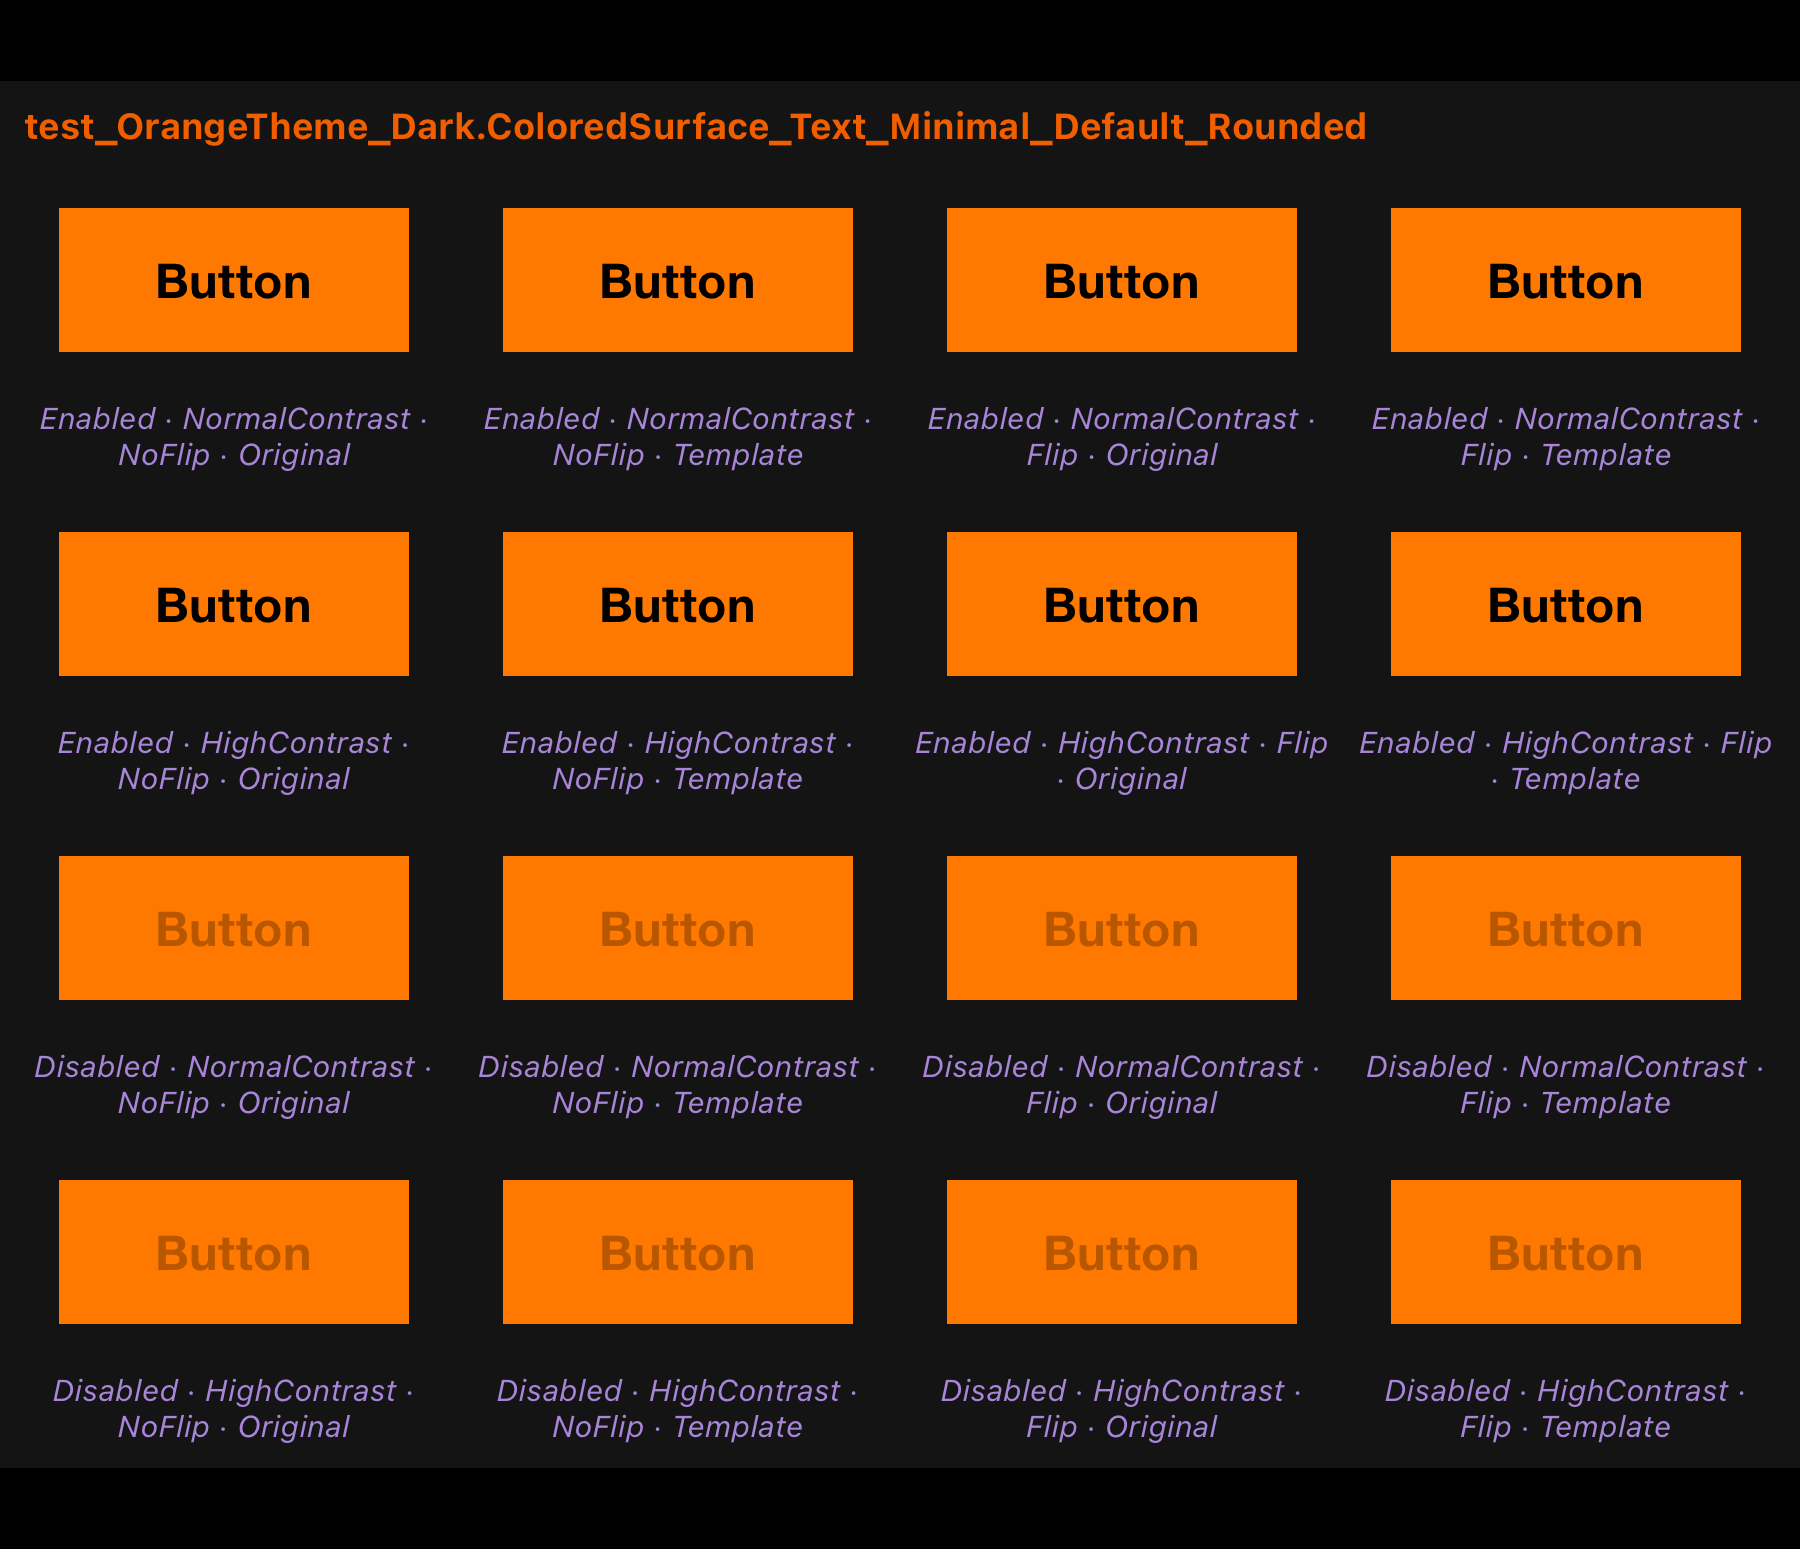 test_OrangeTheme_Dark.ColoredSurface_Text_Minimal_Default_Rounded
Button Button Button Button
Enabled · NormalContrast · Enabled · NormalContrast · Enabled · NormalContrast · Enabled · NormalContrast ·
NoFlip · Original NoFlip · Template Flip · Original Flip · Template
Button Button Button Button
Enabled · HighContrast · Enabled · HighContrast · Enabled · HighContrast · Flip Enabled · HighContrast · Flip
NoFlip · Original NoFlip · Template · Original · Template
Button Button Button Button
Disabled · NormalContrast · Disabled · NormalContrast · Disabled · NormalContrast · Disabled · NormalContrast ·
NoFlip · Original NoFlip · Template Flip · Original Flip · Template
Button Button Button Button
Disabled · HighContrast · Disabled · HighContrast · Disabled · HighContrast · Disabled · HighContrast ·
NoFlip · Original NoFlip · Template Flip · Original Flip · Template